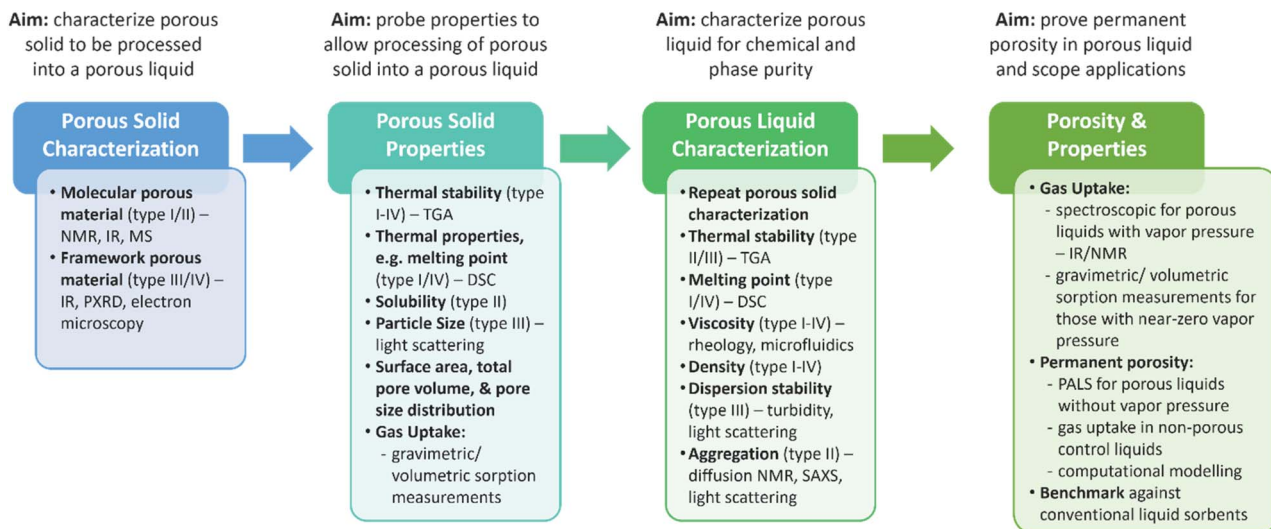 Aim: characterize porous
solid to be processed
into a porous liquid
Porous Solid
Characterization
• Molecular porous
material (type I/II) –
NMR, IR, MS
• Framework porous
material (type III/IV) –
IR, PXRD, electron
microscopy
Aim: probe properties to
allow processing of porous
solid into a porous liquid
Porous Solid
Properties
• Thermal stability (type
I-IV) – TGA
• Thermal properties,
e.g. melting point
(type I/IV) – DSC
• Solubility (type II)
• Particle Size (type III) –
light scattering
• Surface area, total
pore volume, & pore
size distribution
• Gas Uptake:
- gravimetric/
volumetric sorption
measurements
Aim: characterize porous
liquid for chemical and
phase purity
Porous Liquid
Characterization
• Repeat porous solid
characterization
• Thermal stability (type
II/III) – TGA
• Melting point (type
I/IV) – DSC
• Viscosity (type I-IV) –
rheology, microfluidics
• Density (type I-IV)
• Dispersion stability
(type III) – turbidity,
light scattering
• Aggregation (type II) –
diffusion NMR, SAXS,
light scattering
Aim: prove permanent
porosity in porous liquid
and scope applications
Porosity &
Properties
• Gas Uptake:
- spectroscopic for porous
liquids with vapor pressure
– IR/NMR
- gravimetric/ volumetric
sorption measurements for
those with near-zero vapor
pressure
• Permanent porosity:
- PALS for porous liquids
without vapor pressure
- gas uptake in non-porous
control liquids
- computational modelling
• Benchmark against
conventional liquid sorbents